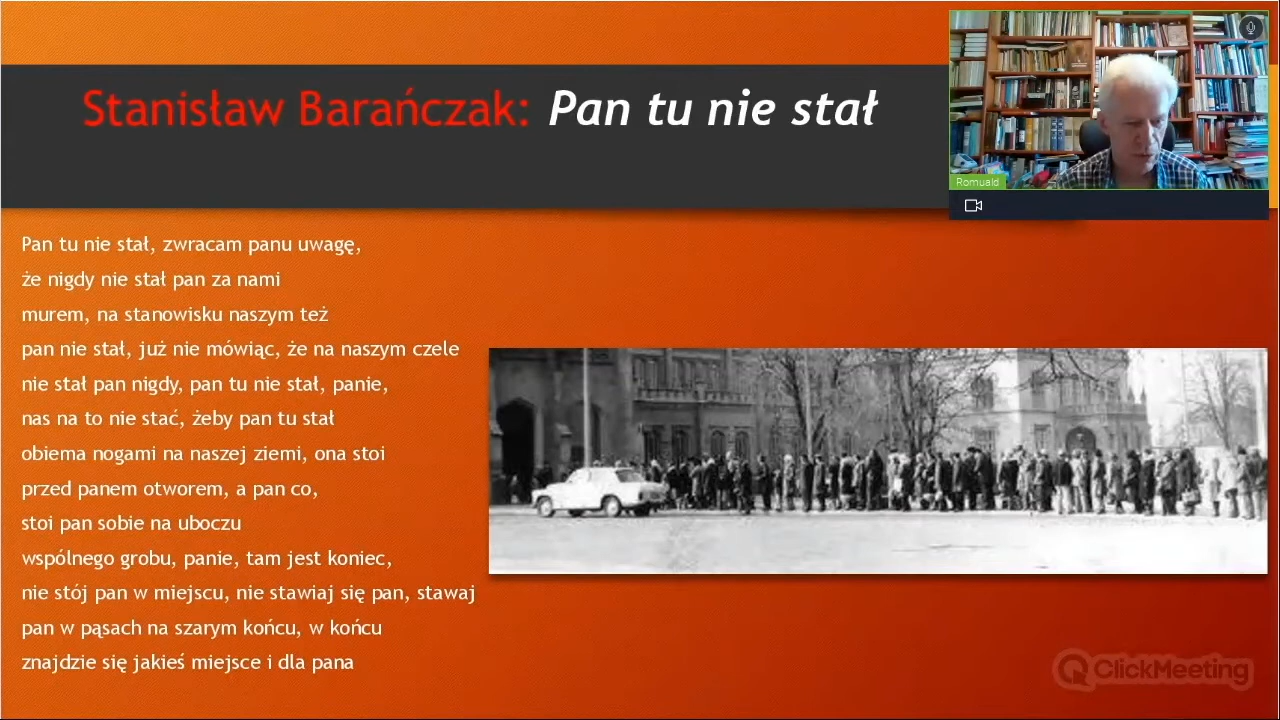 Stanisław Barańczak: Pan tu nie stał
Romuald
Pan tu nie stał, zwracam panu uwagę,
że nigdy nie stał pan za nami
murem, na stanowisku naszym też
pan nie stał, już nie mówiąc, że na naszym czele
nie stał pan nigdy, pan tu nie stał, panie,
nas na to nie stać, żeby pan tu stał
obiema nogami na naszej ziemi, ona stoi
przed panem otworem, a pan co,
stoi pan sobie na uboczu
wspólnego grobu, panie, tam jest koniec,
nie stój pan w miejscu, nie stawiaj się pan, stawaj
pan w pąsach na szarym końcu, w końcu
znajdzie się jakieś miejsce i dla pana
ClickMeeting